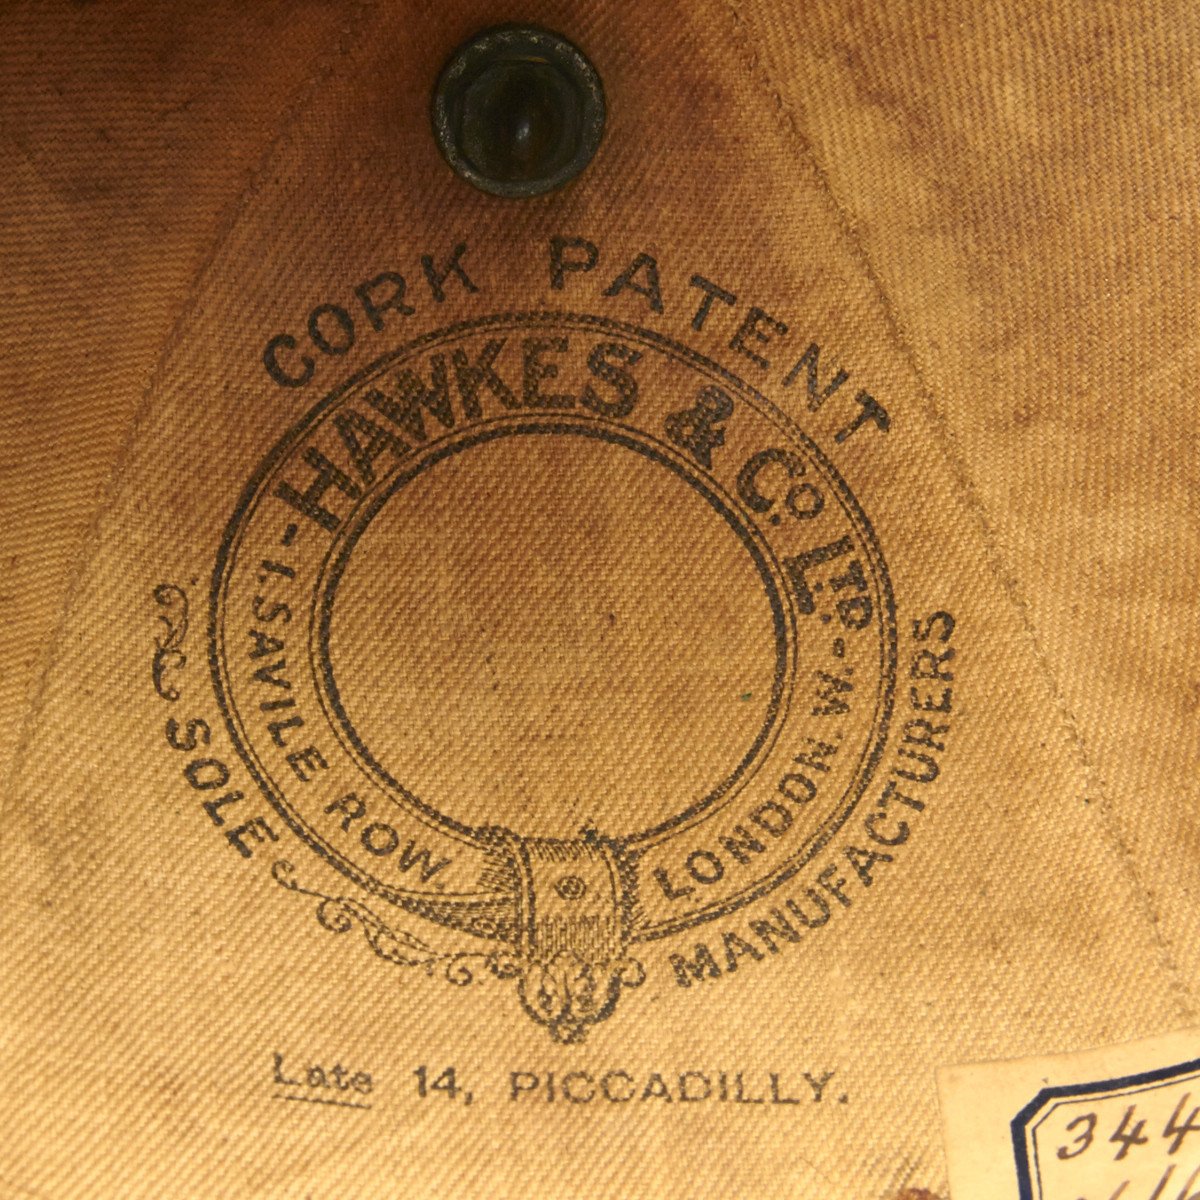 CORK PATENT
-HAWKES & Co. LTD.-
1. SAVILE ROW. LONDON. W.
SOLE MANUFACTURERS
Late 14, PICCADILLY.
344